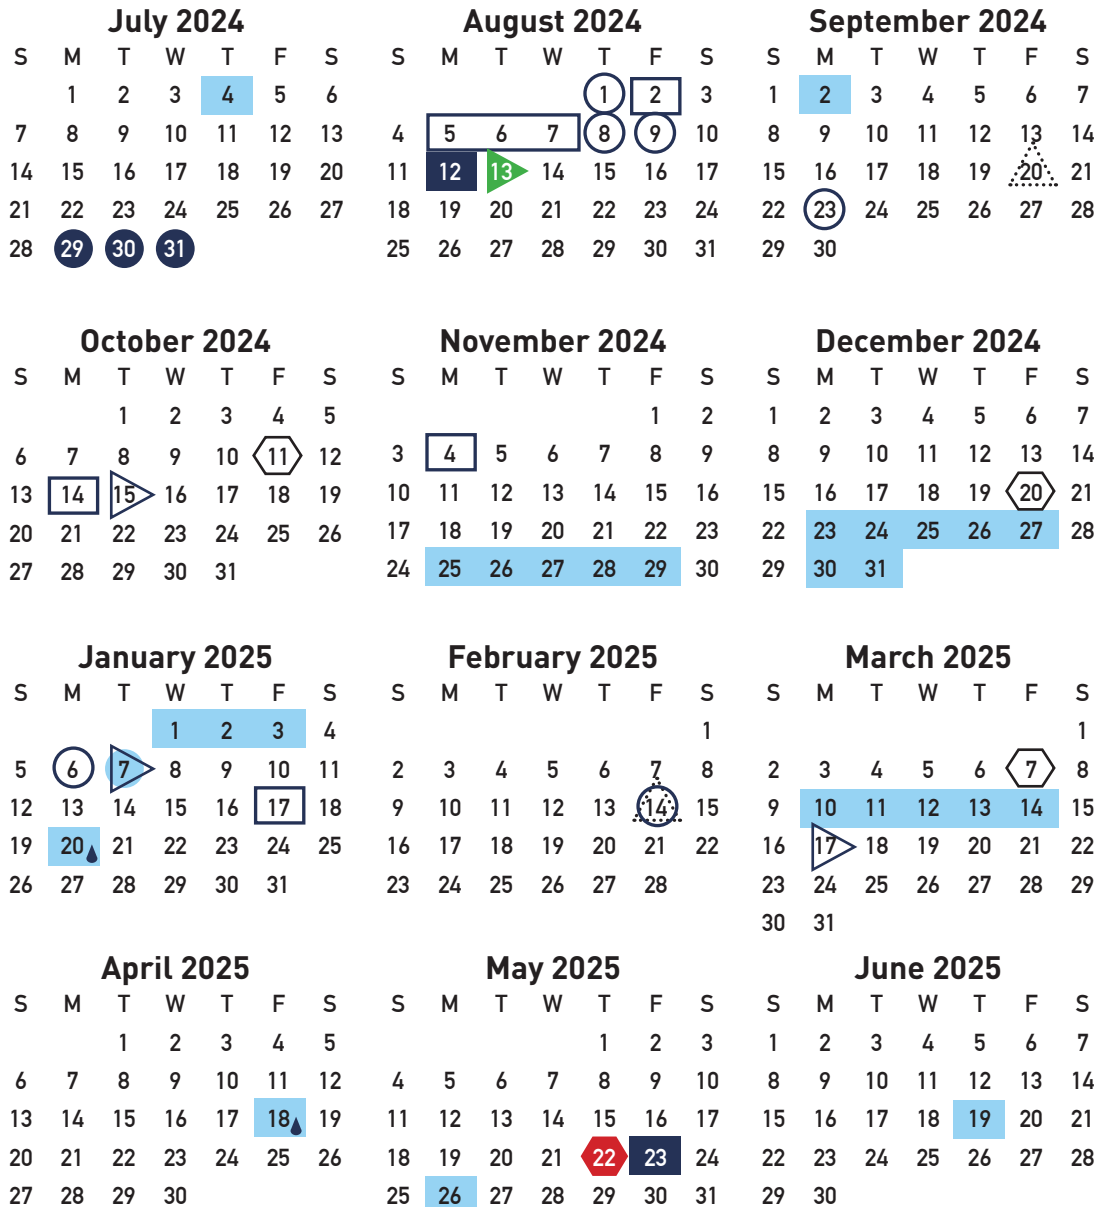 July 2024 August 2024 September 2024
S M T W T F S S M T W T F S S M T W T F S
1 2 3 4 5 6 1 2 3 1 2 3 4 5 6 7
7 8 9 10 11 12 13 4 5 6 7 8 9 10 8 9 10 11 12 13 14
14 15 16 17 18 19 20 11 12 13 14 15 16 17 15 16 17 18 19 20 21
21 22 23 24 25 26 27 18 19 20 21 22 23 24 22 23 24 25 26 27 28
28 29 30 31 25 26 27 28 29 30 31 29 30
October 2024 November 2024 December 2024
S M T W T F S S M T W T F S S M T W T F S
1 2 3 4 5 1 2 1 2 3 4 5 6 7
6 7 8 9 10 11 12 3 4 5 6 7 8 9 8 9 10 11 12 13 14
13 14 15 16 17 18 19 10 11 12 13 14 15 16 15 16 17 18 19 20 21
20 21 22 23 24 25 26 17 18 19 20 21 22 23 22 23 24 25 26 27 28
27 28 29 30 31 24 25 26 27 28 29 30 29 30 31
January 2025 February 2025 March 2025
S M T W T F S S M T W T F S S M T W T F S
1 2 3 4 1 1
5 6 7 8 9 10 11 2 3 4 5 6 7 8 2 3 4 5 6 7 8
12 13 14 15 16 17 18 9 10 11 12 13 14 15 9 10 11 12 13 14 15
19 20 21 22 23 24 25 16 17 18 19 20 21 22 16 17 18 19 20 21 22
26 27 28 29 30 31 23 24 25 26 27 28 23 24 25 26 27 28 29
30 31
April 2025 May 2025 June 2025
S M T W T F S S M T W T F S S M T W T F S
1 2 3 4 5 1 2 3 1 2 3 4 5 6 7
6 7 8 9 10 11 12 4 5 6 7 8 9 10 8 9 10 11 12 13 14
13 14 15 16 17 18 19 11 12 13 14 15 16 17 15 16 17 18 19 20 21
20 21 22 23 24 25 26 18 19 20 21 22 23 24 22 23 24 25 26 27 28
27 28 29 30 25 26 27 28 29 30 31 29 30